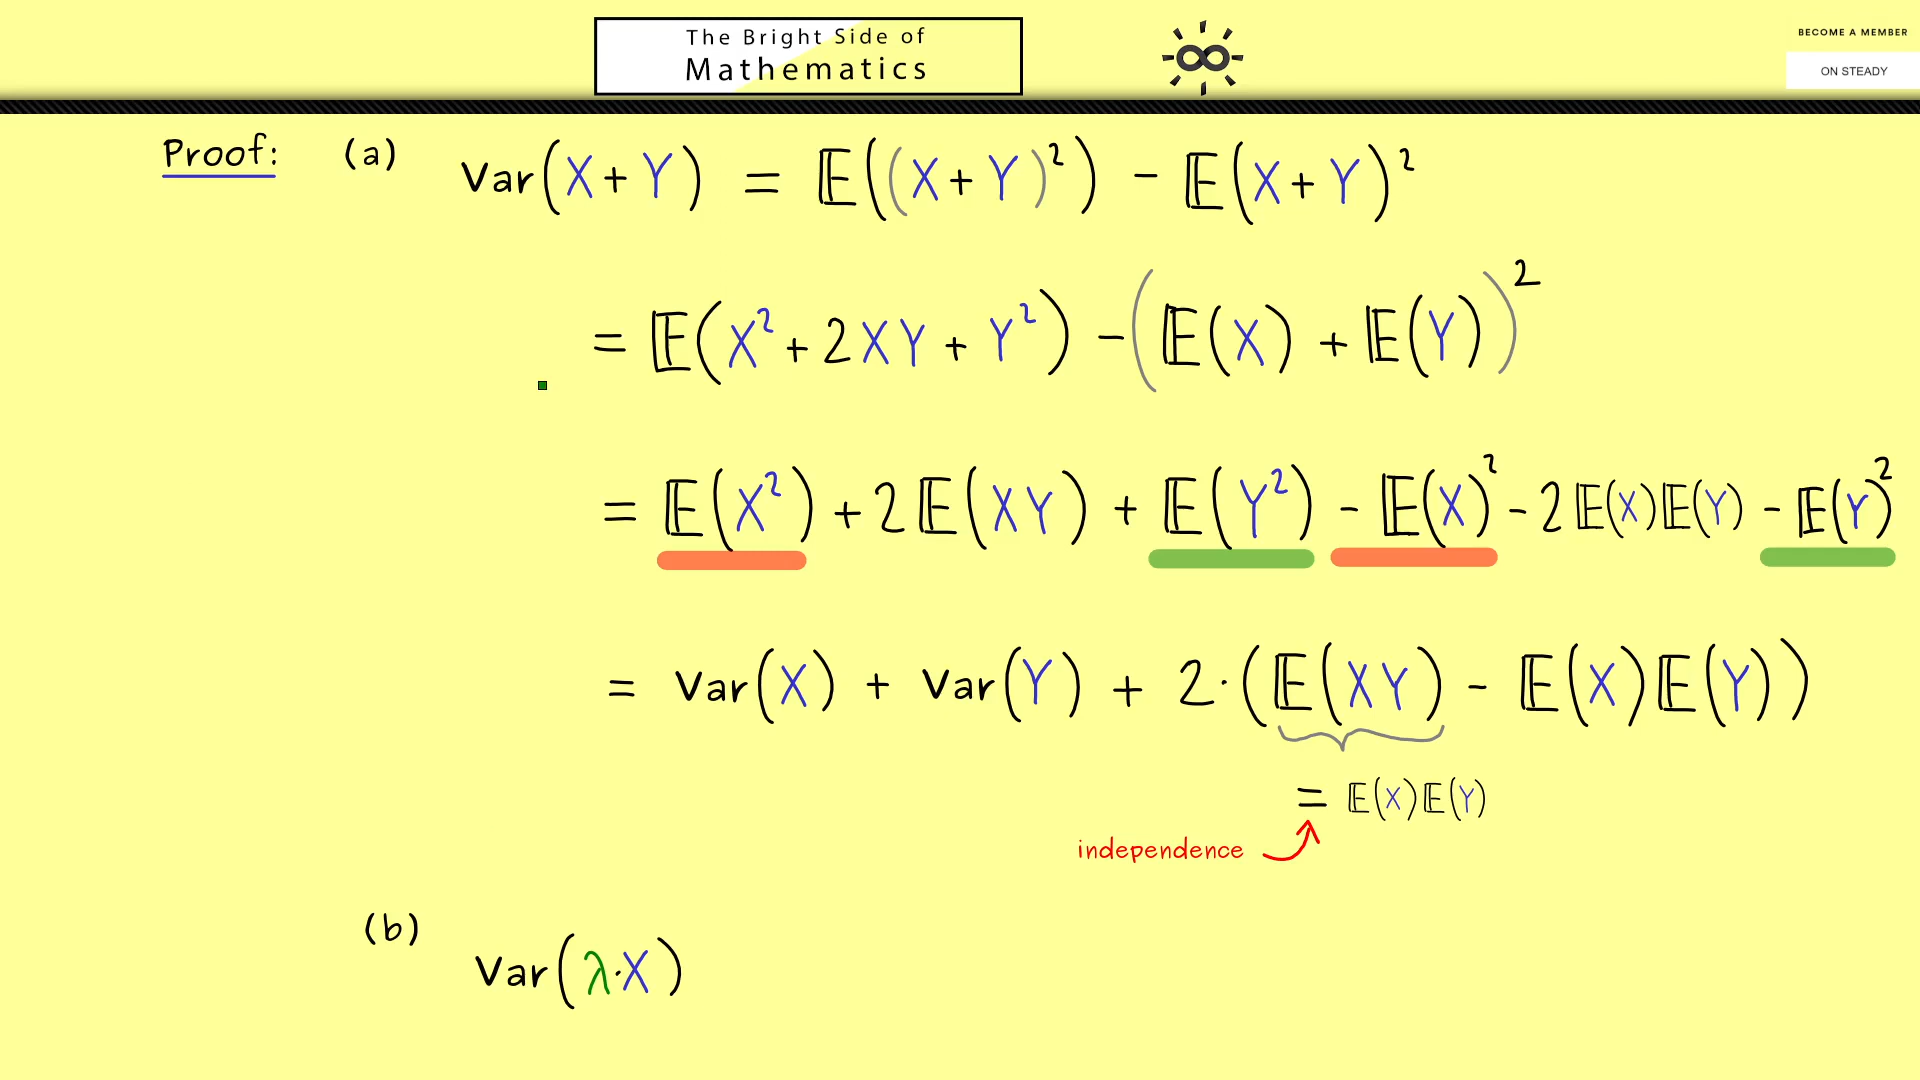 The Bright Side of
Mathematics
BECOME A MEMBER
ON STEADY
Proof: (a) Var(X + Y) = 𝔼((X + Y)²) − 𝔼(X + Y)²
= 𝔼(X² + 2XY + Y²) − (𝔼(X) + 𝔼(Y))²
= 𝔼(X²) + 2𝔼(XY) + 𝔼(Y²) − 𝔼(X)² − 2𝔼(X)𝔼(Y) − 𝔼(Y)²
= Var(X) + Var(Y) + 2·(𝔼(XY) − 𝔼(X)𝔼(Y))
= 𝔼(X)𝔼(Y)
independence
(b)
Var(λ·X)